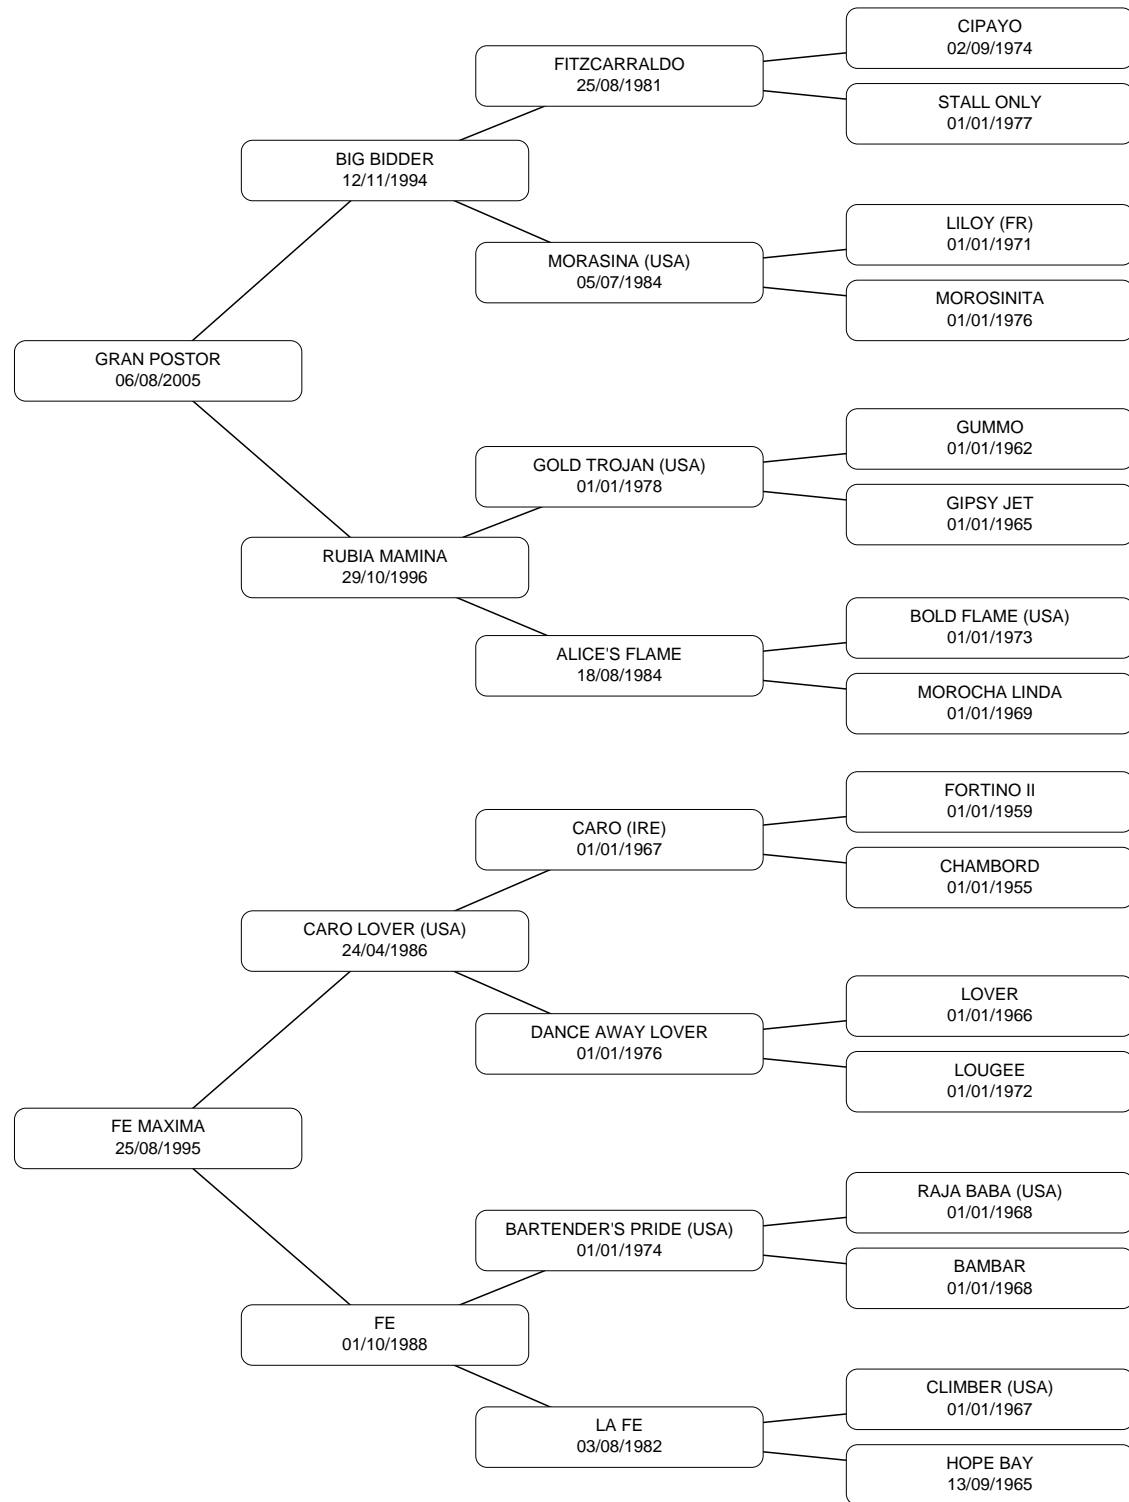 CIPAYO
02/09/1974
FITZCARRALDO
25/08/1981
STALL ONLY
01/01/1977
BIG BIDDER
12/11/1994
LILOY (FR)
01/01/1971
MORASINA (USA)
05/07/1984
MOROSINITA
01/01/1976
GRAN POSTOR
06/08/2005
GUMMO
01/01/1962
GOLD TROJAN (USA)
01/01/1978
GIPSY JET
01/01/1965
RUBIA MAMINA
29/10/1996
BOLD FLAME (USA)
01/01/1973
ALICE'S FLAME
18/08/1984
MOROCHA LINDA
01/01/1969
FORTINO II
01/01/1959
CARO (IRE)
01/01/1967
CHAMBORD
01/01/1955
CARO LOVER (USA)
24/04/1986
LOVER
01/01/1966
DANCE AWAY LOVER
01/01/1976
LOUGEE
01/01/1972
FE MAXIMA
25/08/1995
RAJA BABA (USA)
01/01/1968
BARTENDER'S PRIDE (USA)
01/01/1974
BAMBAR
01/01/1968
FE
01/10/1988
CLIMBER (USA)
01/01/1967
LA FE
03/08/1982
HOPE BAY
13/09/1965